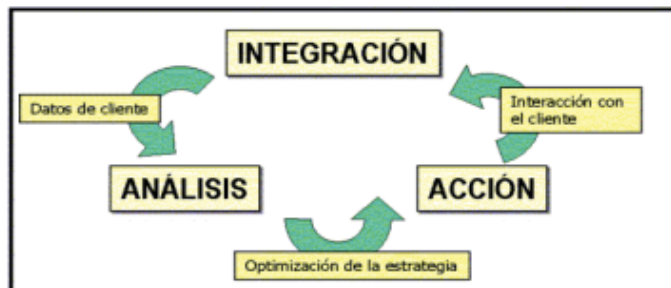 INTEGRACIÓN
Datos de cliente
Interacción con
el cliente
ANÁLISIS
ACCIÓN
Optimización de la estrategia